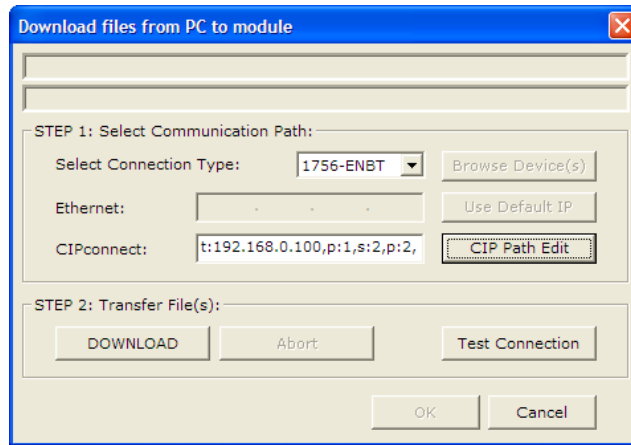 Download files from PC to module
STEP 1: Select Communication Path:
Select Connection Type: 1756-ENBT Browse Device(s)
Ethernet: . . . Use Default IP
CIPconnect: t:192.168.0.100,p:1,s:2,p:2, CIP Path Edit
STEP 2: Transfer File(s):
DOWNLOAD Abort Test Connection
OK Cancel